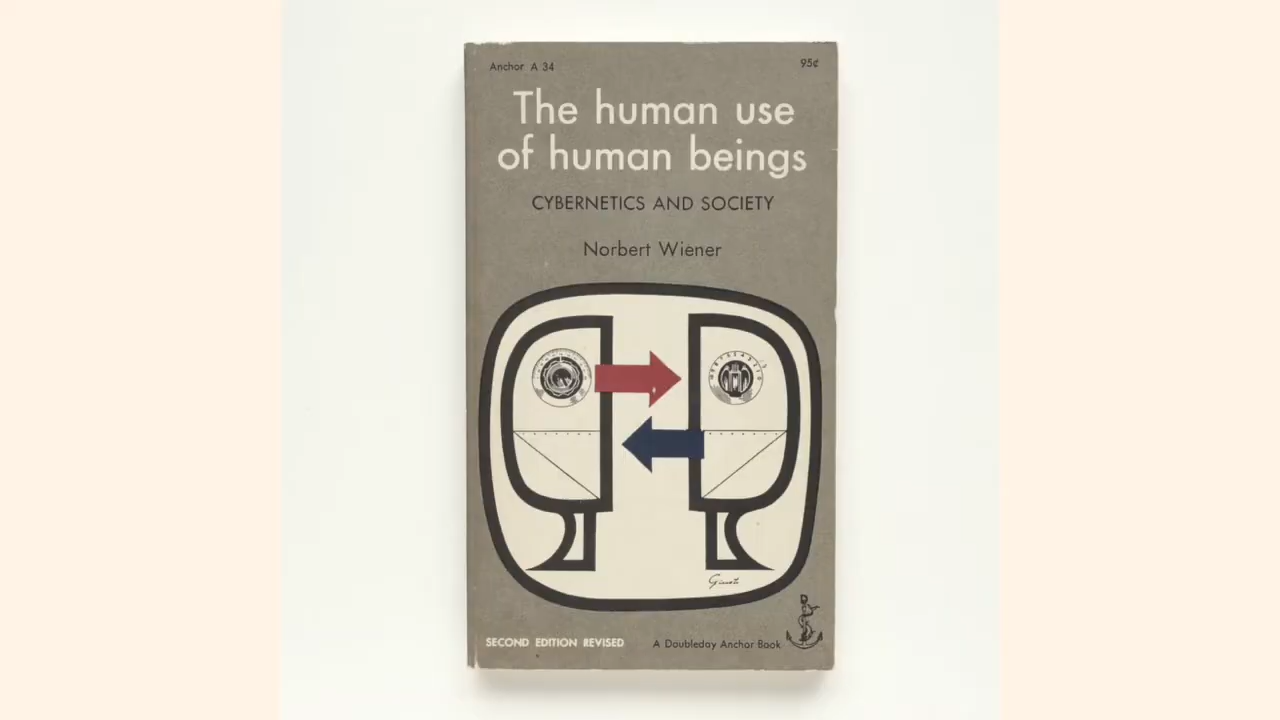 Anchor A 34
95¢
The human use
of human beings
CYBERNETICS AND SOCIETY
Norbert Wiener
SECOND EDITION REVISED
A Doubleday Anchor Book